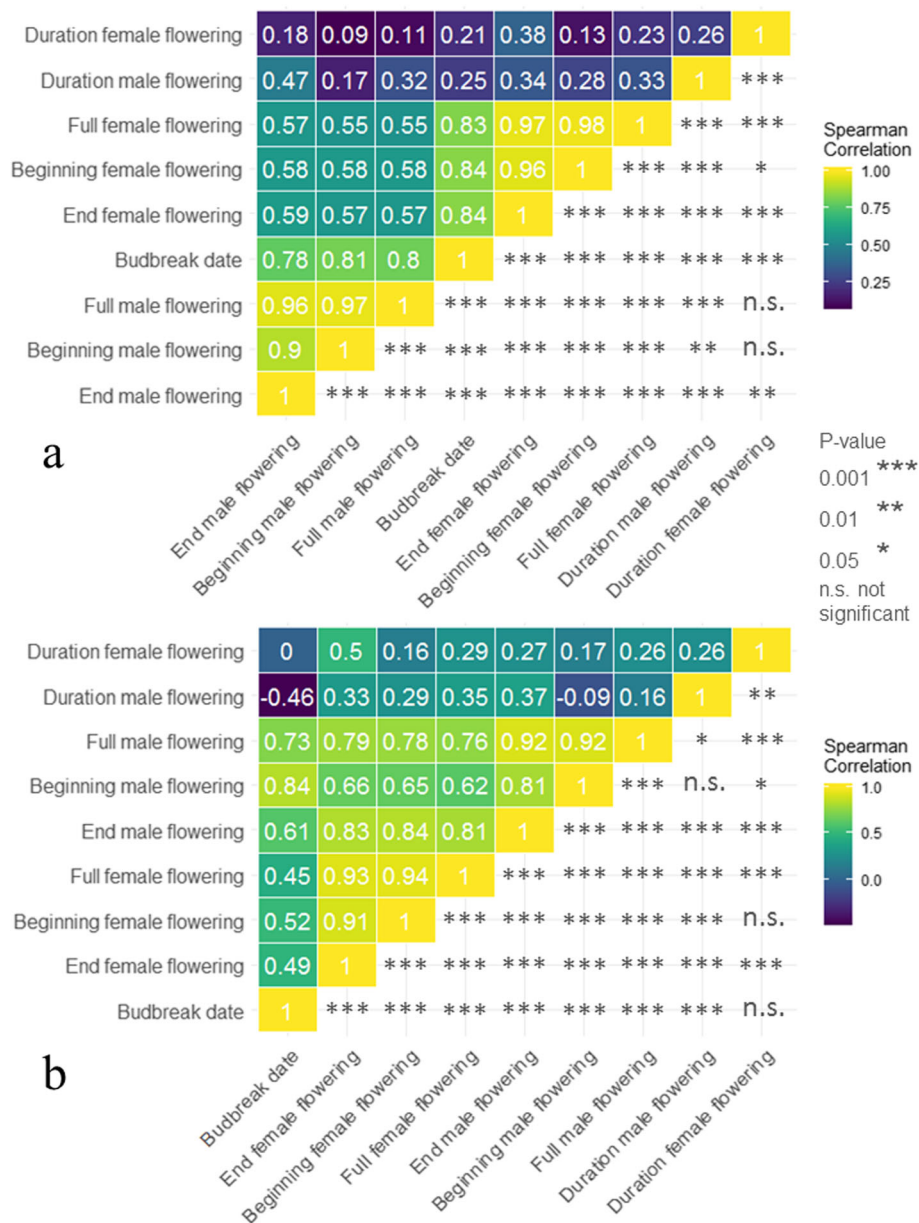 Duration female flowering 0.18 0.09 0.11 0.21 0.38 0.13 0.23 0.26 1
Duration male flowering 0.47 0.17 0.32 0.25 0.34 0.28 0.33 1 ***
Full female flowering 0.57 0.55 0.55 0.83 0.97 0.98 1 *** ***
Beginning female flowering 0.58 0.58 0.58 0.84 0.96 1 *** *** *
End female flowering 0.59 0.57 0.57 0.84 1 *** *** *** ***
Budbreak date 0.78 0.81 0.8 1 *** *** *** *** ***
Full male flowering 0.96 0.97 1 *** *** *** *** *** n.s.
Beginning male flowering 0.9 1 *** *** *** *** *** ** n.s.
End male flowering 1 *** *** *** *** *** *** *** **
Spearman
Correlation
1.00
0.75
0.50
0.25
a
End male flowering
Beginning male flowering
Full male flowering
Budbreak date
End female flowering
Beginning female flowering
Full female flowering
Duration male flowering
Duration female flowering
P-value
0.001 ***
0.01 **
0.05 *
n.s. not
significant
Duration female flowering 0 0.5 0.16 0.29 0.27 0.17 0.26 0.26 1
Duration male flowering -0.46 0.33 0.29 0.35 0.37 -0.09 0.16 1 **
Full male flowering 0.73 0.79 0.78 0.76 0.92 0.92 1 * ***
Beginning male flowering 0.84 0.66 0.65 0.62 0.81 1 *** n.s. *
End male flowering 0.61 0.83 0.84 0.81 1 *** *** *** ***
Full female flowering 0.45 0.93 0.94 1 *** *** *** *** ***
Beginning female flowering 0.52 0.91 1 *** *** *** *** *** n.s.
End female flowering 0.49 1 *** *** *** *** *** *** ***
Budbreak date 1 *** *** *** *** *** *** *** n.s.
Spearman
Correlation
1.0
0.5
0.0
b
Budbreak date
End female flowering
Beginning female flowering
Full female flowering
End male flowering
Beginning male flowering
Full male flowering
Duration male flowering
Duration female flowering